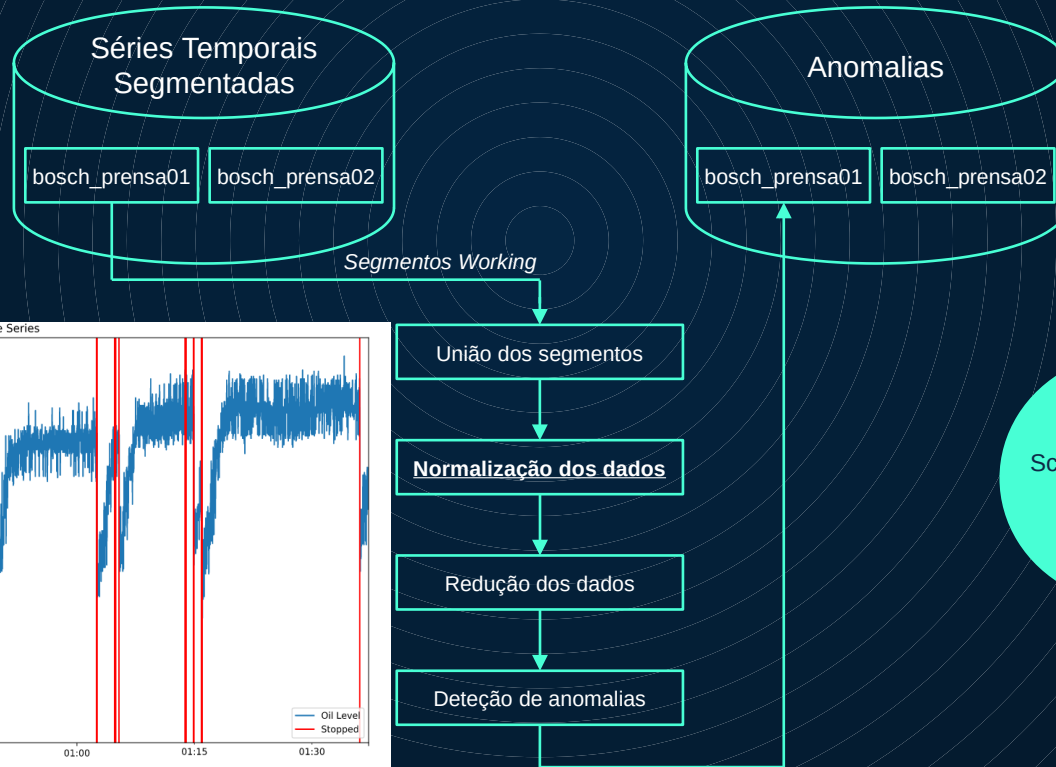 Séries Temporais
Segmentadas
Anomalias
bosch_prensa01
bosch_prensa02
bosch_prensa01
bosch_prensa02
Segmentos Working
Series
União dos segmentos
Normalização dos dados
Redução dos dados
Deteção de anomalias
Oil Level
Stopped
01:00
01:15
01:30